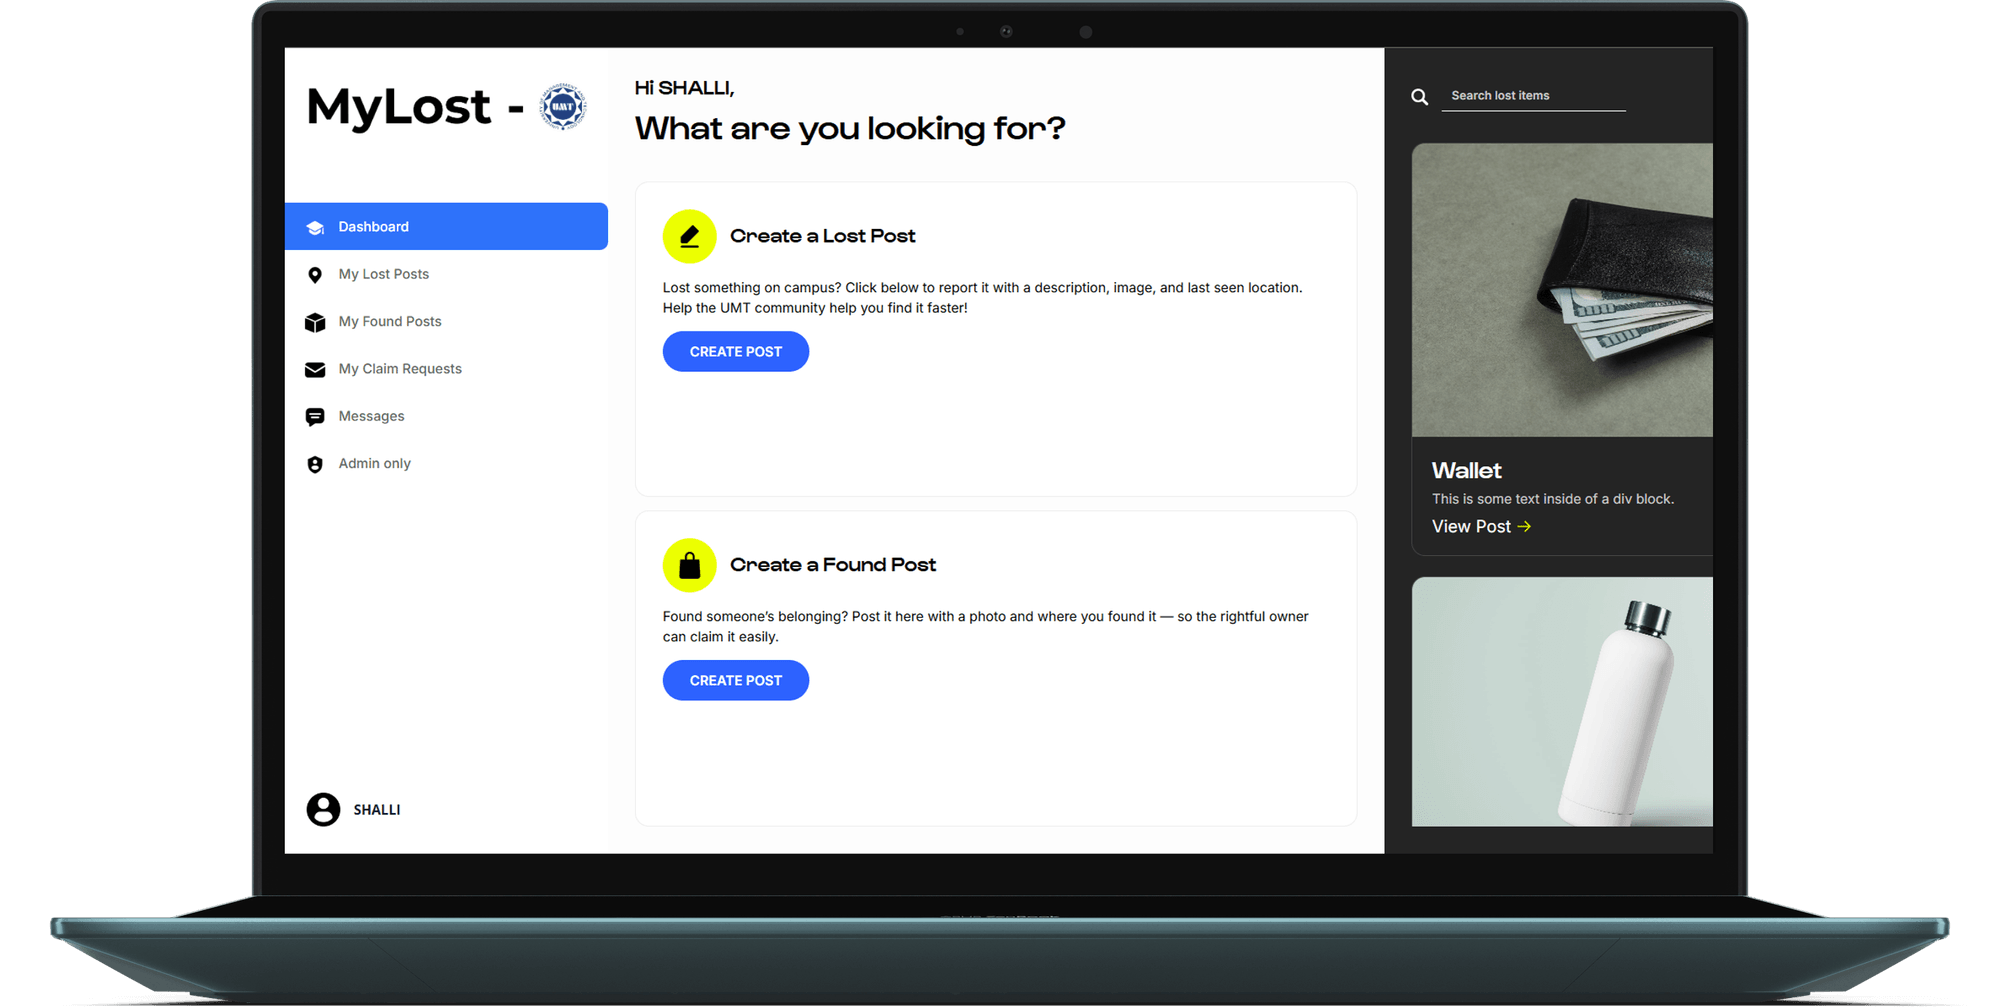 MyLost -
UMT
Dashboard
My Lost Posts
My Found Posts
My Claim Requests
Messages
Admin only
SHALLI
Hi SHALLI,
What are you looking for?
Create a Lost Post
Lost something on campus? Click below to report it with a description, image, and last seen location.
Help the UMT community help you find it faster!
CREATE POST
Create a Found Post
Found someone’s belonging? Post it here with a photo and where you found it — so the rightful owner
can claim it easily.
CREATE POST
Search lost items
Wallet
This is some text inside of a div block.
View Post →